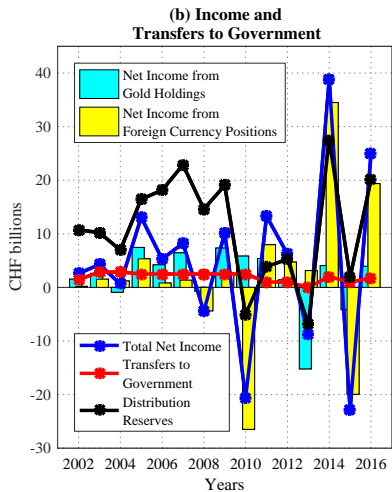 (b) Income and
Transfers to Government
40
30
20
10
0
-10
-20
-30
CHF billions
Net Income from
Gold Holdings
Net Income from
Foreign Currency Positions
Total Net Income
Transfers to
Government
Distribution
Reserves
2002 2004 2006 2008 2010 2012 2014 2016
Years